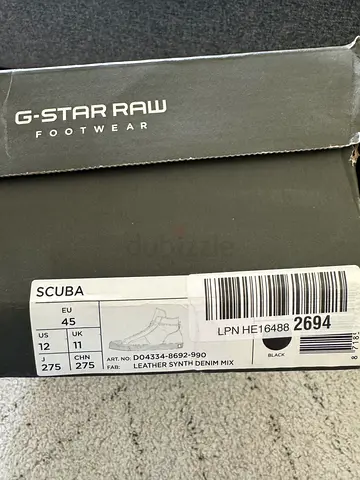 G-STAR RAW
FOOTWEAR
dubizzle
SCUBA
EU
45
US UK
12 11
J CHN
275 275
ART. NO: D04334-8692-990
FAB: LEATHER SYNTH DENIM MIX
LPN HE16488 2694
BLACK